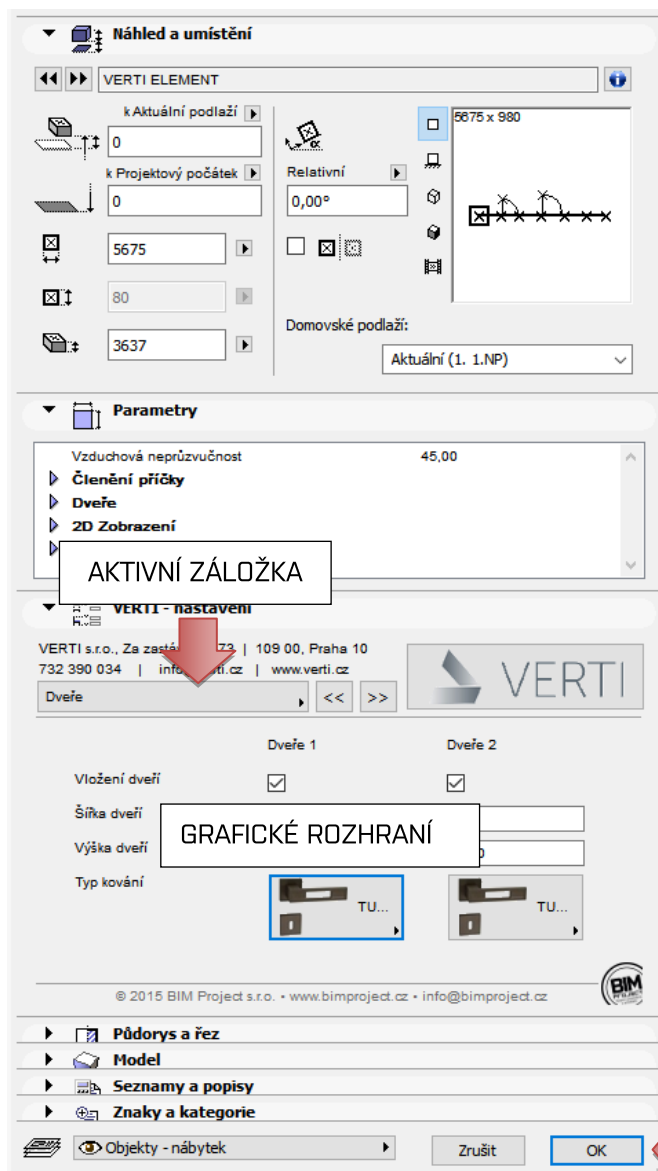 Náhled a umístění
VERTI ELEMENT
k Aktuální podlaží
0
k Projektový počátek
0
5675
80
3637
Relativní
0,00°
5675 x 980
Domovské podlaží:
Aktuální (1. 1.NP)
Parametry
Vzduchová neprůzvučnost 45,00
Členění příčky
Dveře
2D Zobrazení
AKTIVNÍ ZÁLOŽKA
VERTI - nastavení
VERTI s.r.o., Za 73 | 109 00, Praha 10
732 390 034 | www.verti.cz
Dveře << >>
VERTI
Dveře 1 Dveře 2
Vložení dveří
Šířka dveří
GRAFICKÉ ROZHRANÍ
Výška dveří
Typ kování TU... TU...
© 2015 BIM Project s.r.o. • www.bimproject.cz • info@bimproject.cz
BIM
Půdorys a řez
Model
Seznamy a popisy
Znaky a kategorie
Objekty - nábytek Zrušit OK